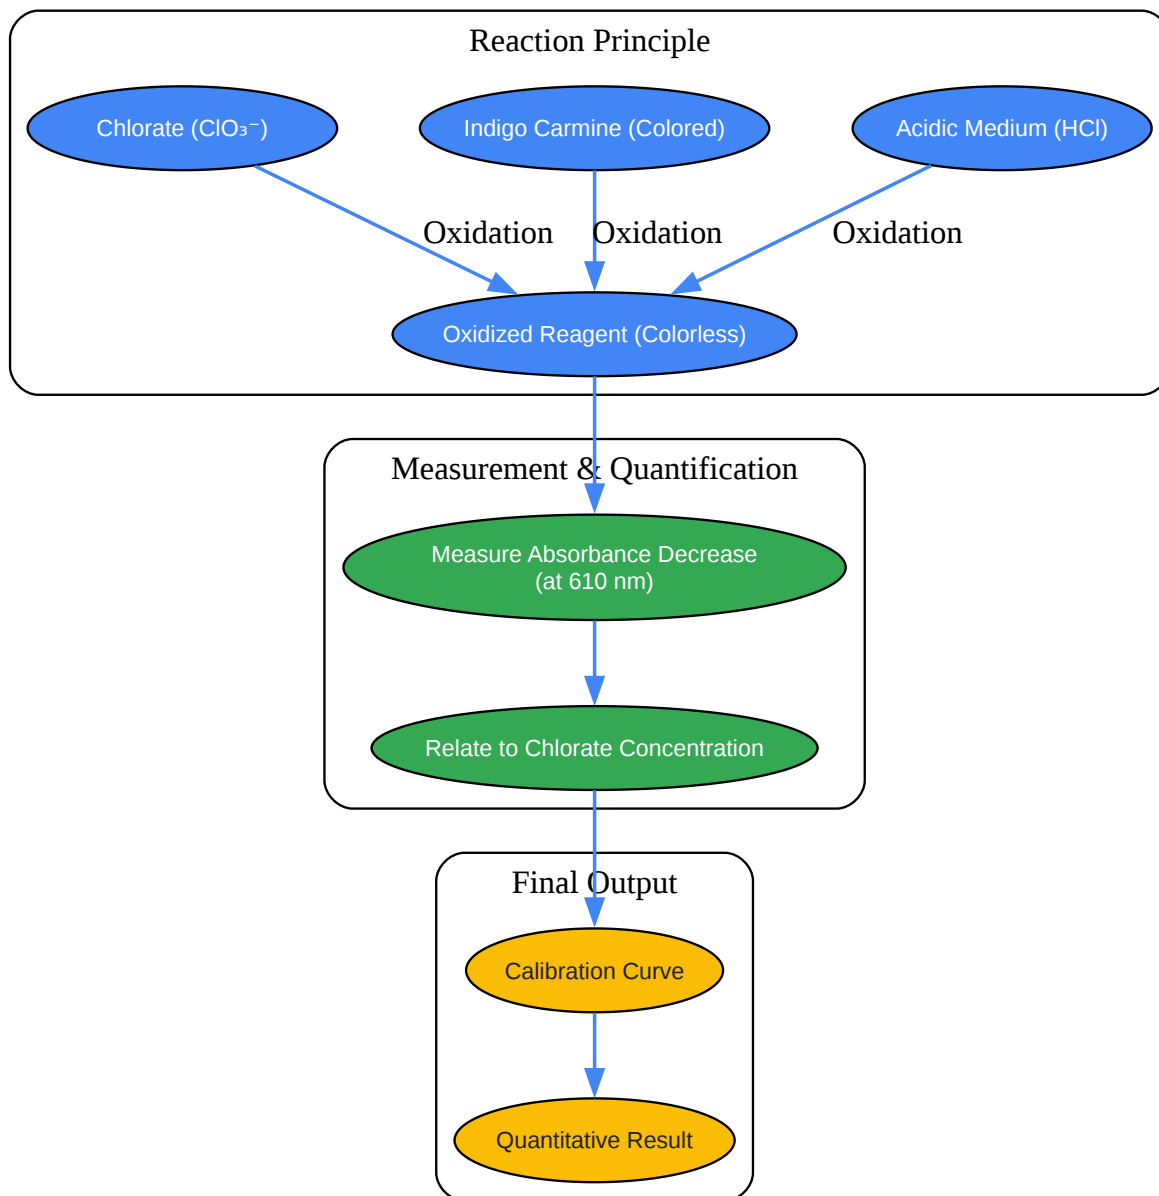 Reaction Principle
Chlorate (ClO₃⁻)
Indigo Carmine (Colored)
Acidic Medium (HCl)
Oxidation
Oxidation
Oxidation
Oxidized Reagent (Colorless)
Measurement & Quantification
Measure Absorbance Decrease
(at 610 nm)
Relate to Chlorate Concentration
Final Output
Calibration Curve
Quantitative Result